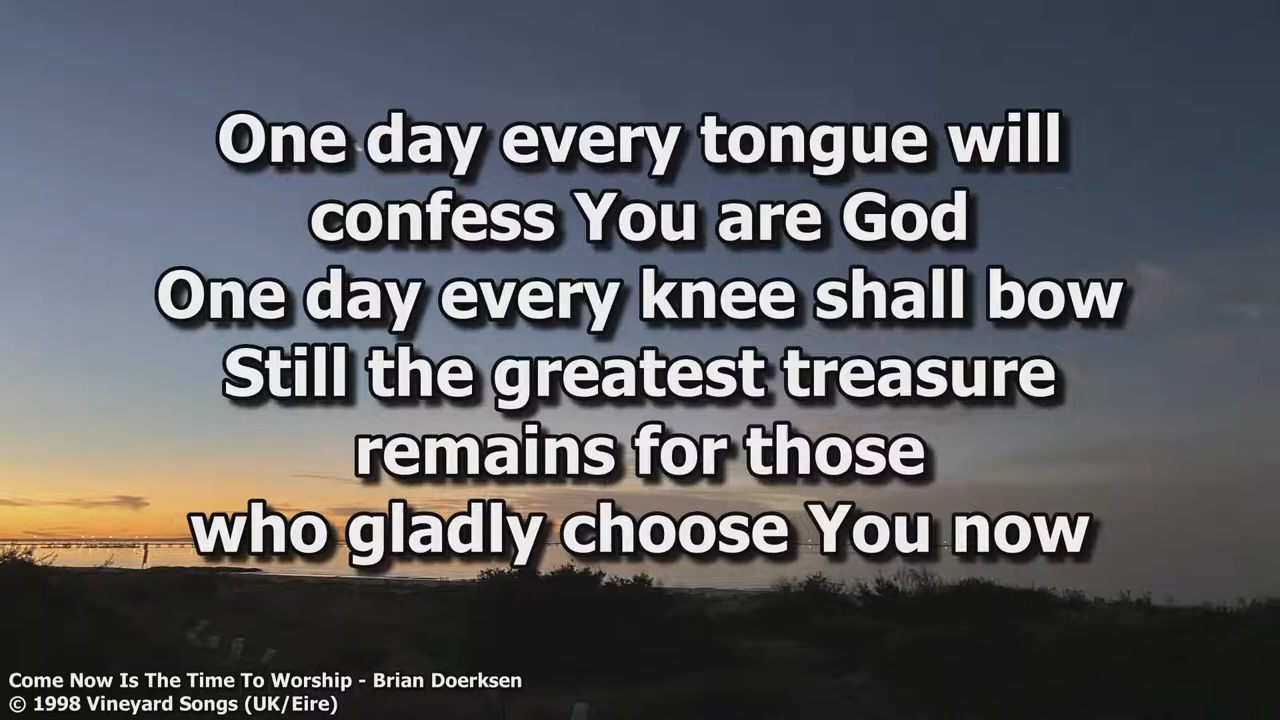 One day every tongue will
confess You are God
One day every knee shall bow
Still the greatest treasure
remains for those
who gladly choose You now
Come Now Is The Time To Worship - Brian Doerksen
© 1998 Vineyard Songs (UK/Eire)